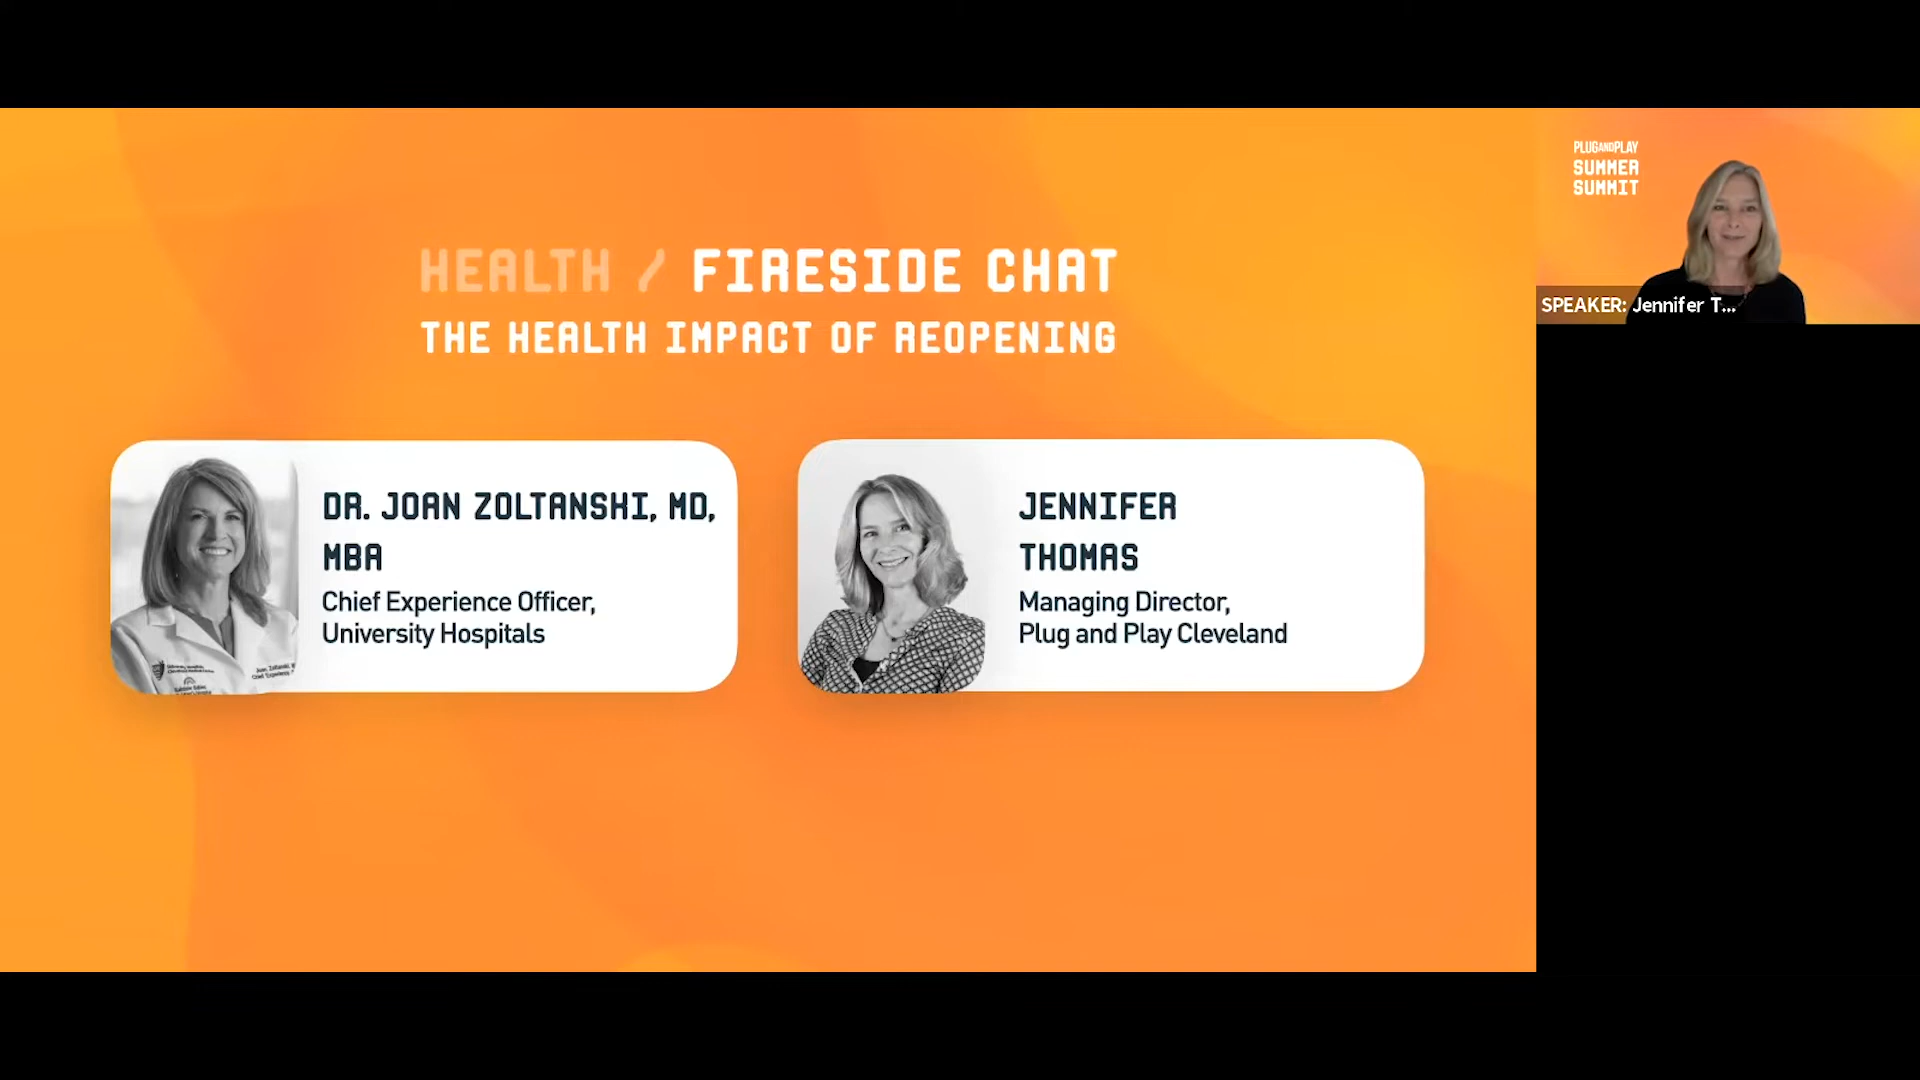 HEALTH / FIRESIDE CHAT
THE HEALTH IMPACT OF REOPENING
DR. JOAN ZOLTANSKI, MD,
MBA
Chief Experience Officer,
University Hospitals
JENNIFER
THOMAS
Managing Director,
Plug and Play Cleveland
PLUGANDPLAY
SUMMER
SUMMIT
SPEAKER: Jennifer T...